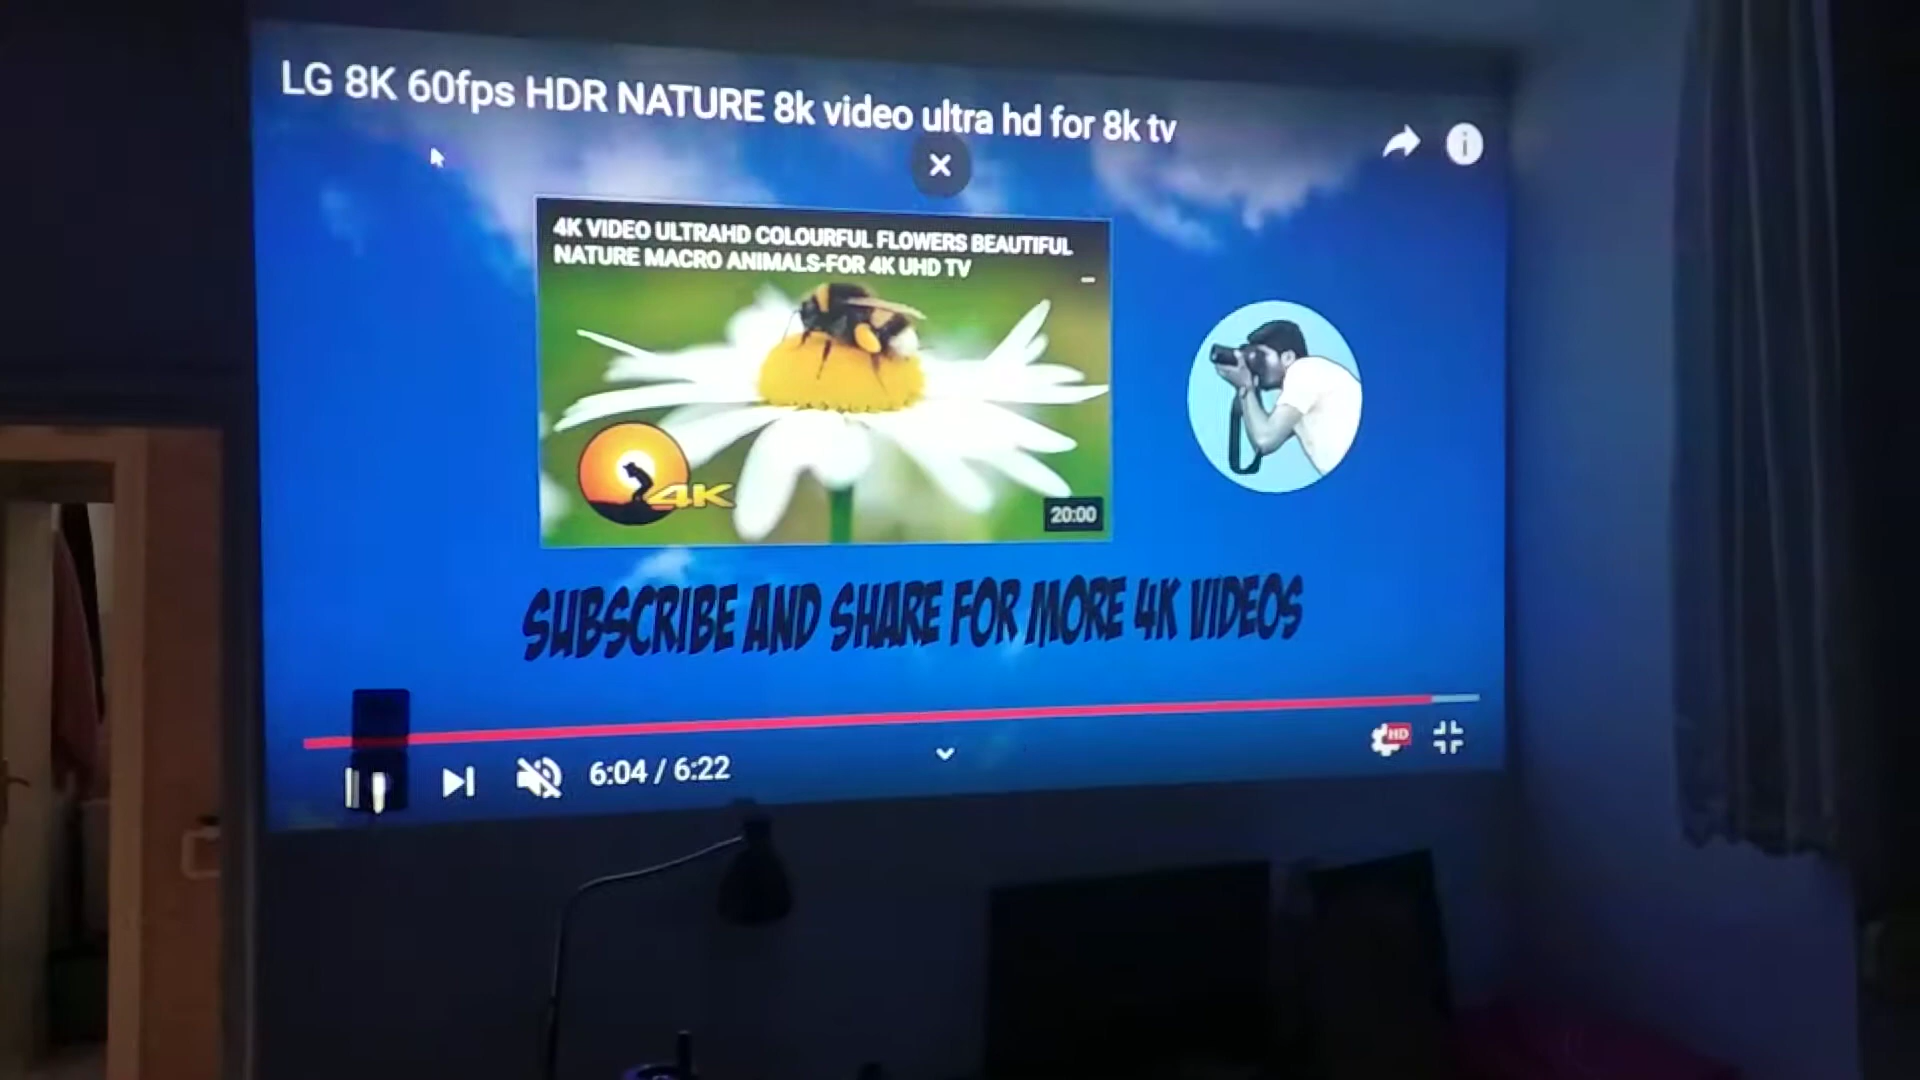 LG 8K 60fps HDR NATURE 8k video ultra hd for 8k tv
4K VIDEO ULTRAHD COLOURFUL FLOWERS BEAUTIFUL
NATURE MACRO ANIMALS-FOR 4K UHD TV
4K
20:00
SUBSCRIBE AND SHARE FOR MORE 4K VIDEOS
HD
6:04 / 6:22